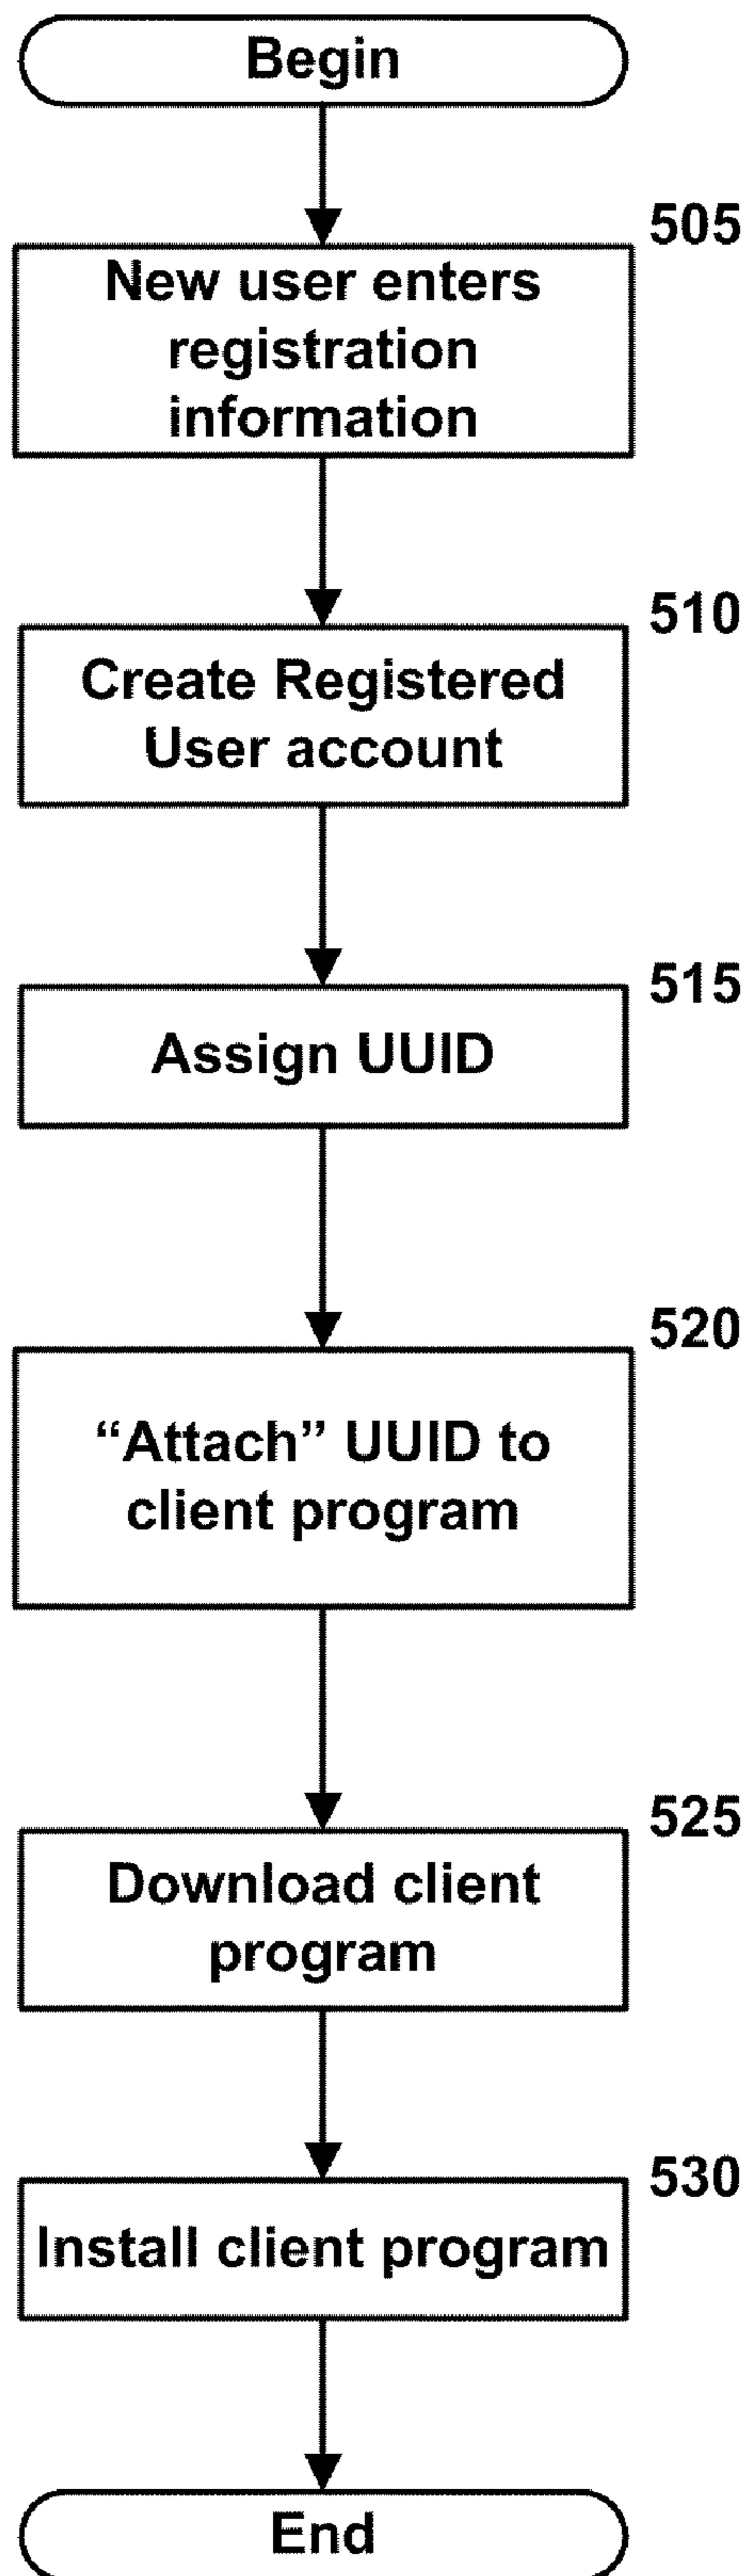 Begin
505
New user enters
registration
information
510
Create Registered
User account
515
Assign UUID
520
“Attach” UUID to
client program
525
Download client
program
530
Install client program
End